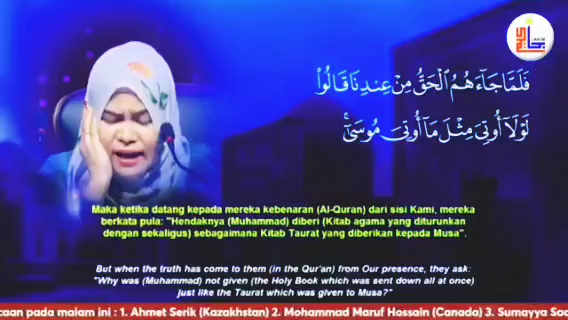 فَلَمَّا جَآءَهُمُ ٱلْحَقُّ مِنْ عِندِنَا قَالُوا۟
لَوْلَآ أُوتِىَ مِثْلَ مَآ أُوتِىَ مُوسَىٰٓ ۚ
Maka ketika datang kepada mereka kebenaran (Al-Quran) dari sisi Kami, mereka
berkata pula: "Hendaknya (Muhammad) diberi (Kitab agama yang diturunkan
dengan sekaligus) sebagaimana Kitab Taurat yang diberikan kepada Musa".
But when the truth has come to them (in the Qur'an) from Our presence, they ask:
"Why was (Muhammad) not given (the Holy Book which was sent down all at once)
just like the Taurat which was given to Musa?"
caan pada malam ini : 1. Ahmet Serik (Kazakhstan) 2. Mohammad Maruf Hossain (Canada) 3. Sumayya Saa